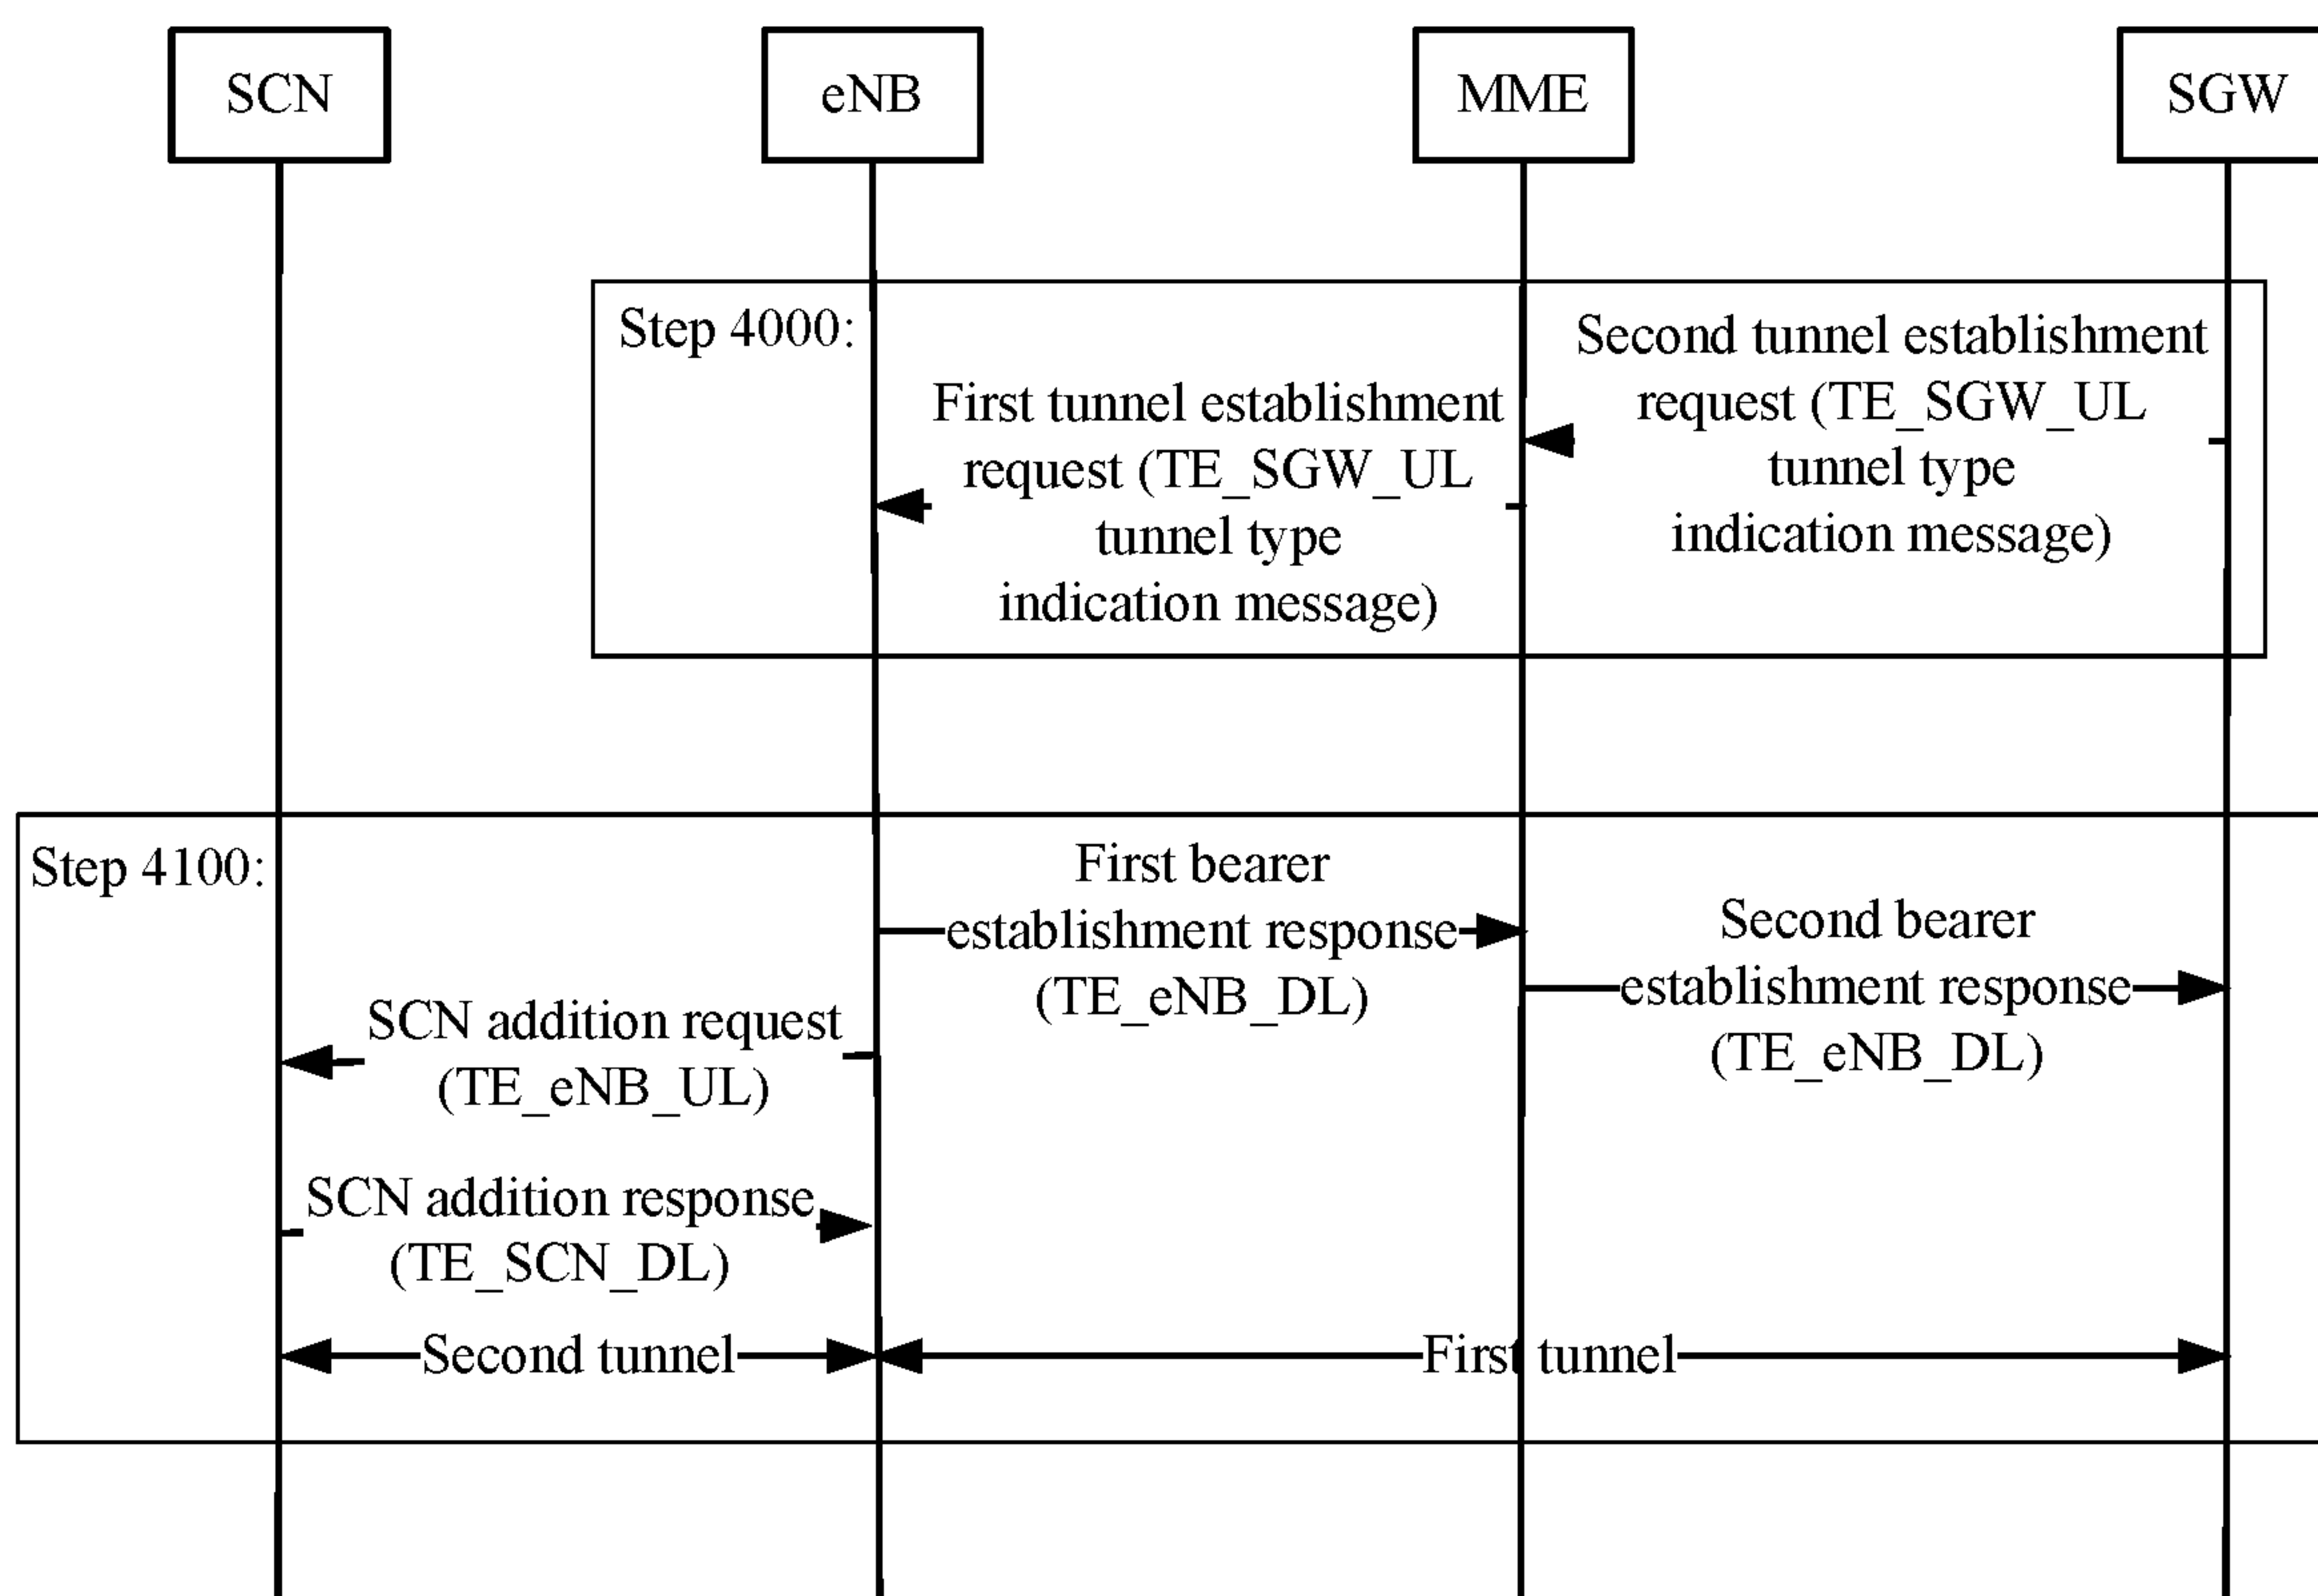 SCN
eNB
MME
SGW
Step 4000:
Second tunnel establishment
request (TE_SGW_UL
tunnel type
indication message)
First tunnel establishment
request (TE_SGW_UL
tunnel type
indication message)
Step 4100:
First bearer
establishment response
(TE_eNB_DL)
Second bearer
establishment response
(TE_eNB_DL)
SCN addition request
(TE_eNB_UL)
SCN addition response
(TE_SCN_DL)
Second tunnel
First tunnel